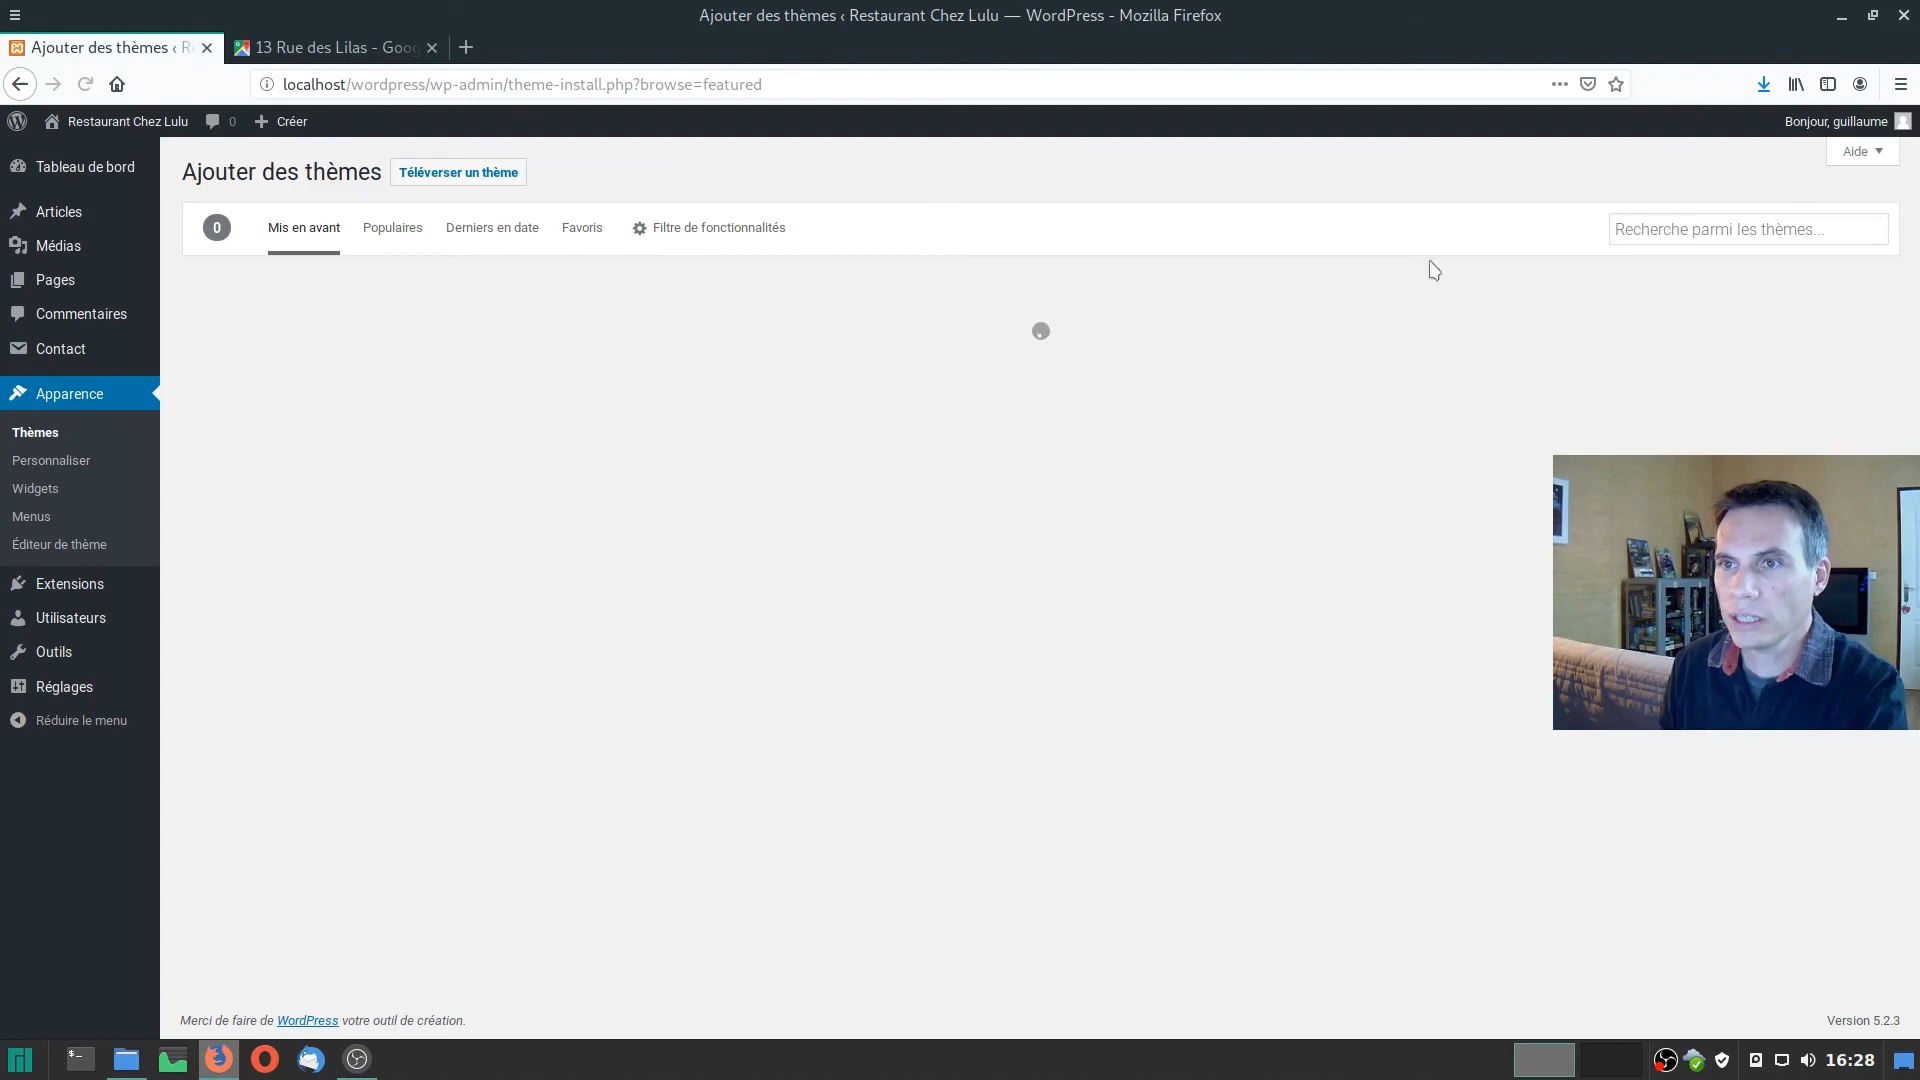 Ajouter des thèmes ‹ Restaurant Chez Lulu — WordPress - Mozilla Firefox
Ajouter des thèmes ‹ R
13 Rue des Lilas - Goog
localhost/wordpress/wp-admin/theme-install.php?browse=featured
Restaurant Chez Lulu
0
Créer
Bonjour, guillaume
Aide
Tableau de bord
Articles
Médias
Pages
Commentaires
Contact
Apparence
Thèmes
Personnaliser
Widgets
Menus
Éditeur de thème
Extensions
Utilisateurs
Outils
Réglages
Réduire le menu
Ajouter des thèmes
Téléverser un thème
0
Mis en avant
Populaires
Derniers en date
Favoris
Filtre de fonctionnalités
Recherche parmi les thèmes...
Merci de faire de WordPress votre outil de création.
Version 5.2.3
16:28